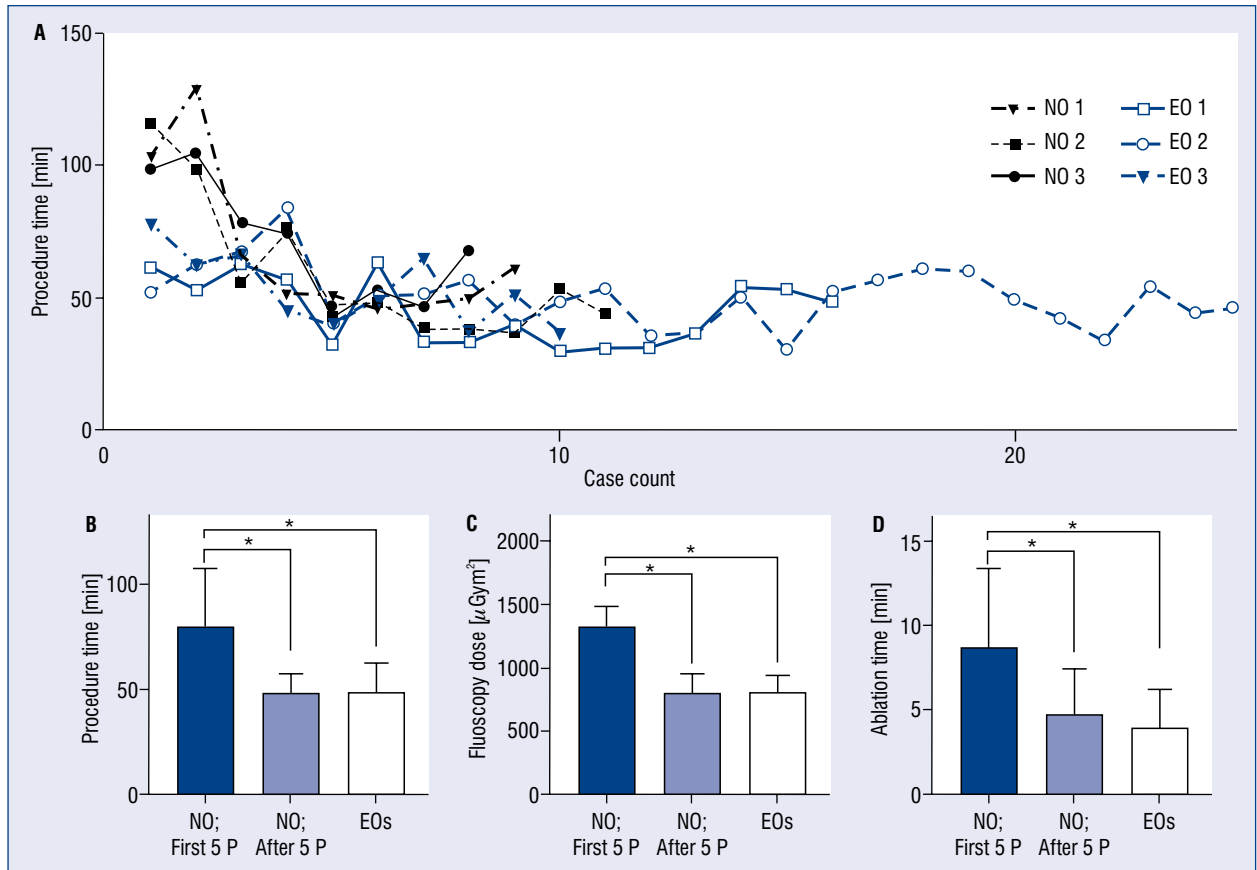 A
150
100
50
0
Procedure time [min]
NO 1
NO 2
NO 3
EO 1
EO 2
EO 3
0
10
20
Case count
B
Procedure time [min]
100
50
0
*
*
NO;
First 5 P
NO;
After 5 P
EOs
C
Fluoscopy dose [µGym²]
2000
1500
1000
500
0
*
*
NO;
First 5 P
NO;
After 5 P
EOs
D
Ablation time [min]
15
10
5
0
*
*
NO;
First 5 P
NO;
After 5 P
EOs